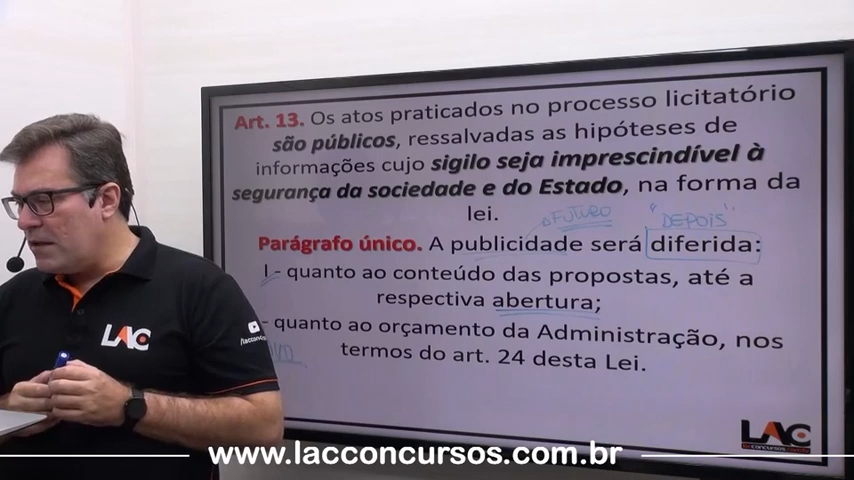 Art. 13. Os atos praticados no processo licitatório
são públicos, ressalvadas as hipóteses de
informações cujo sigilo seja imprescindível à
segurança da sociedade e do Estado, na forma da
lei.
FUTURO "DEPOIS"
Parágrafo único. A publicidade será diferida:
I - quanto ao conteúdo das propostas, até a
respectiva abertura;
- quanto ao orçamento da Administração, nos
termos do art. 24 desta Lei.
LAC
/lacconcur
LAC
www.lacconcursos.com.br